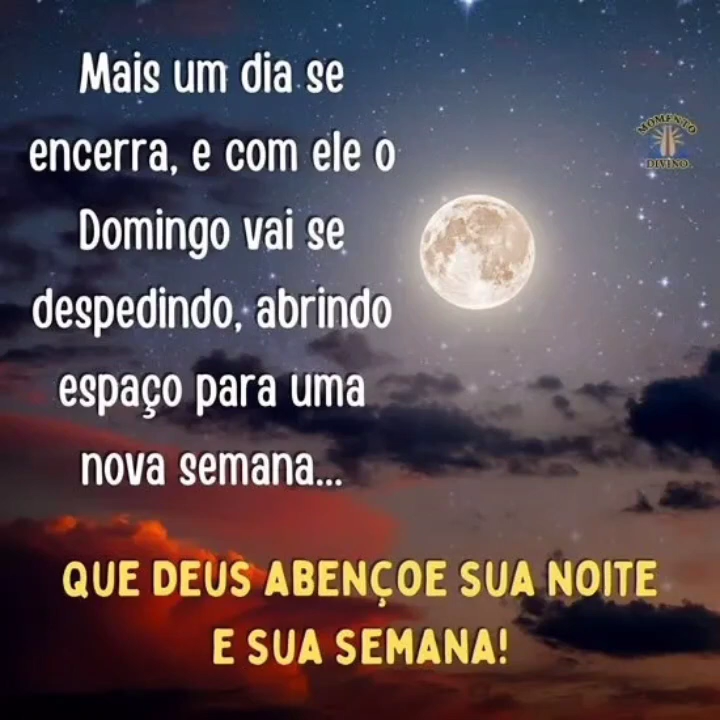 Mais um dia se
encerra, e com ele o
Domingo vai se
despedindo, abrindo
espaço para uma
nova semana...
MOMENTO
DIVINO
QUE DEUS ABENÇOE SUA NOITE
E SUA SEMANA!